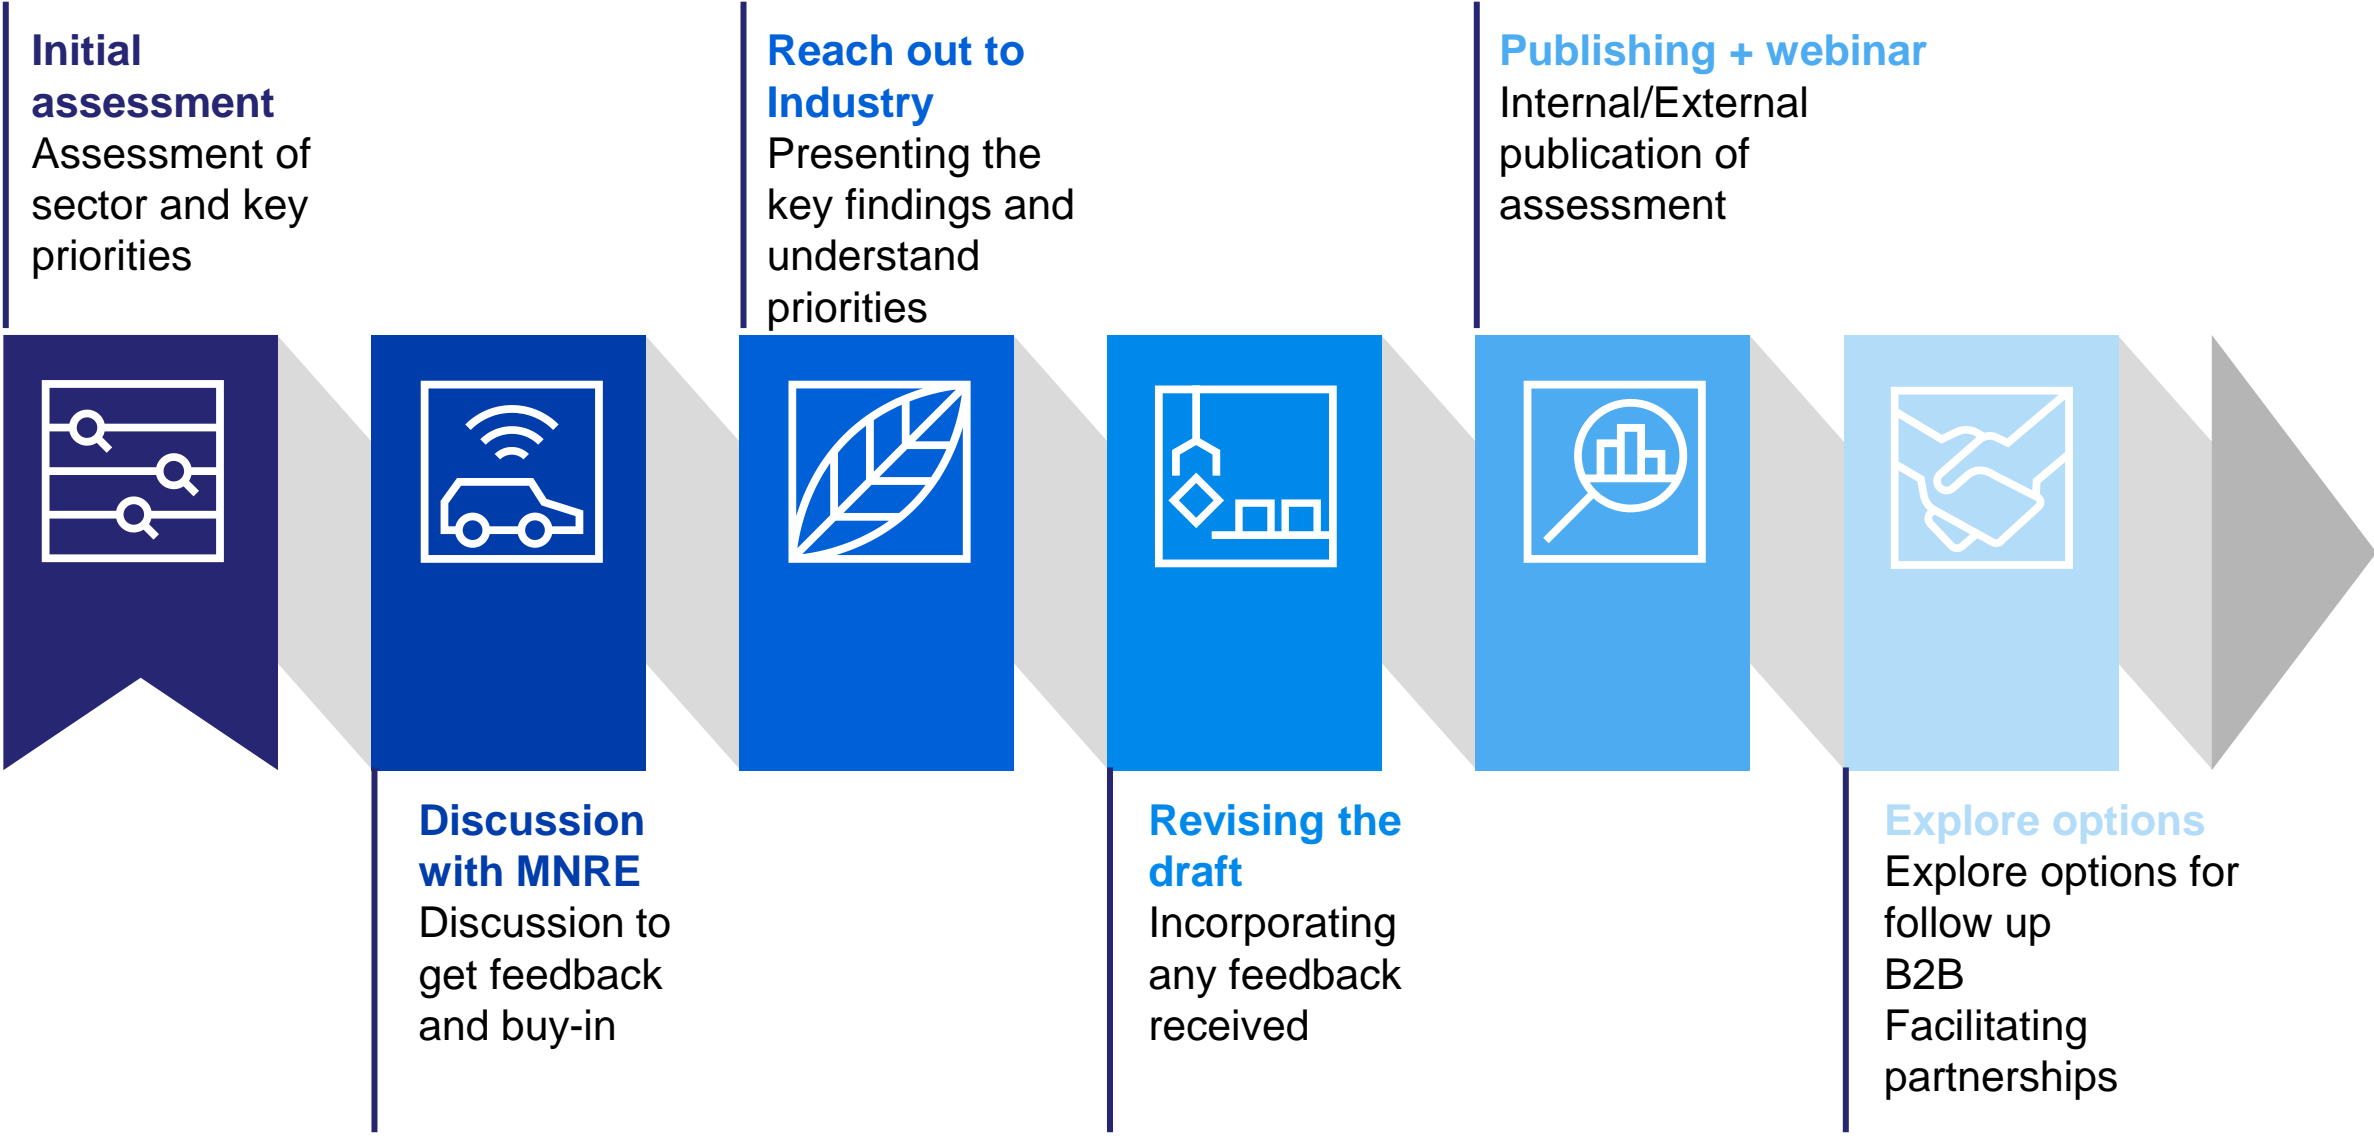 Initial
assessment
Assessment of
sector and key
priorities
Discussion
with MNRE
Discussion to
get feedback
and buy-in
Reach out to
Industry
Presenting the
key findings and
understand
priorities
Revising the
draft
Incorporating
any feedback
received
Publishing + webinar
Internal/External
publication of
assessment
Explore options
Explore options for
follow up
B2B
Facilitating
partnerships